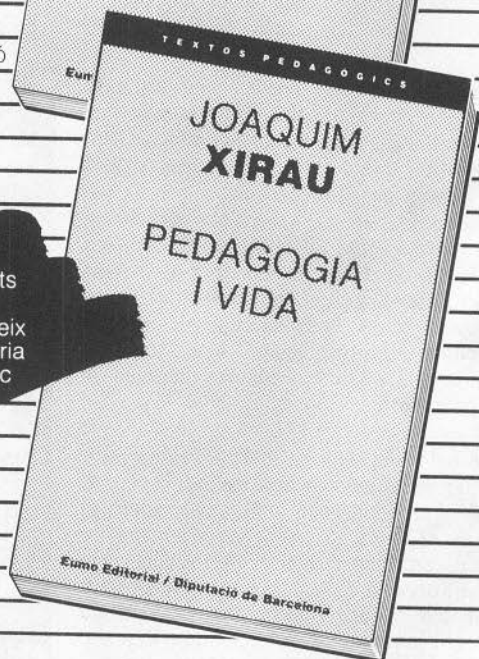 TEXTOS PEDAGOGICS
JOAQUIM
XIRAU
PEDAGOGIA
I VIDA
Eumo Editorial / Diputació de Barcelona